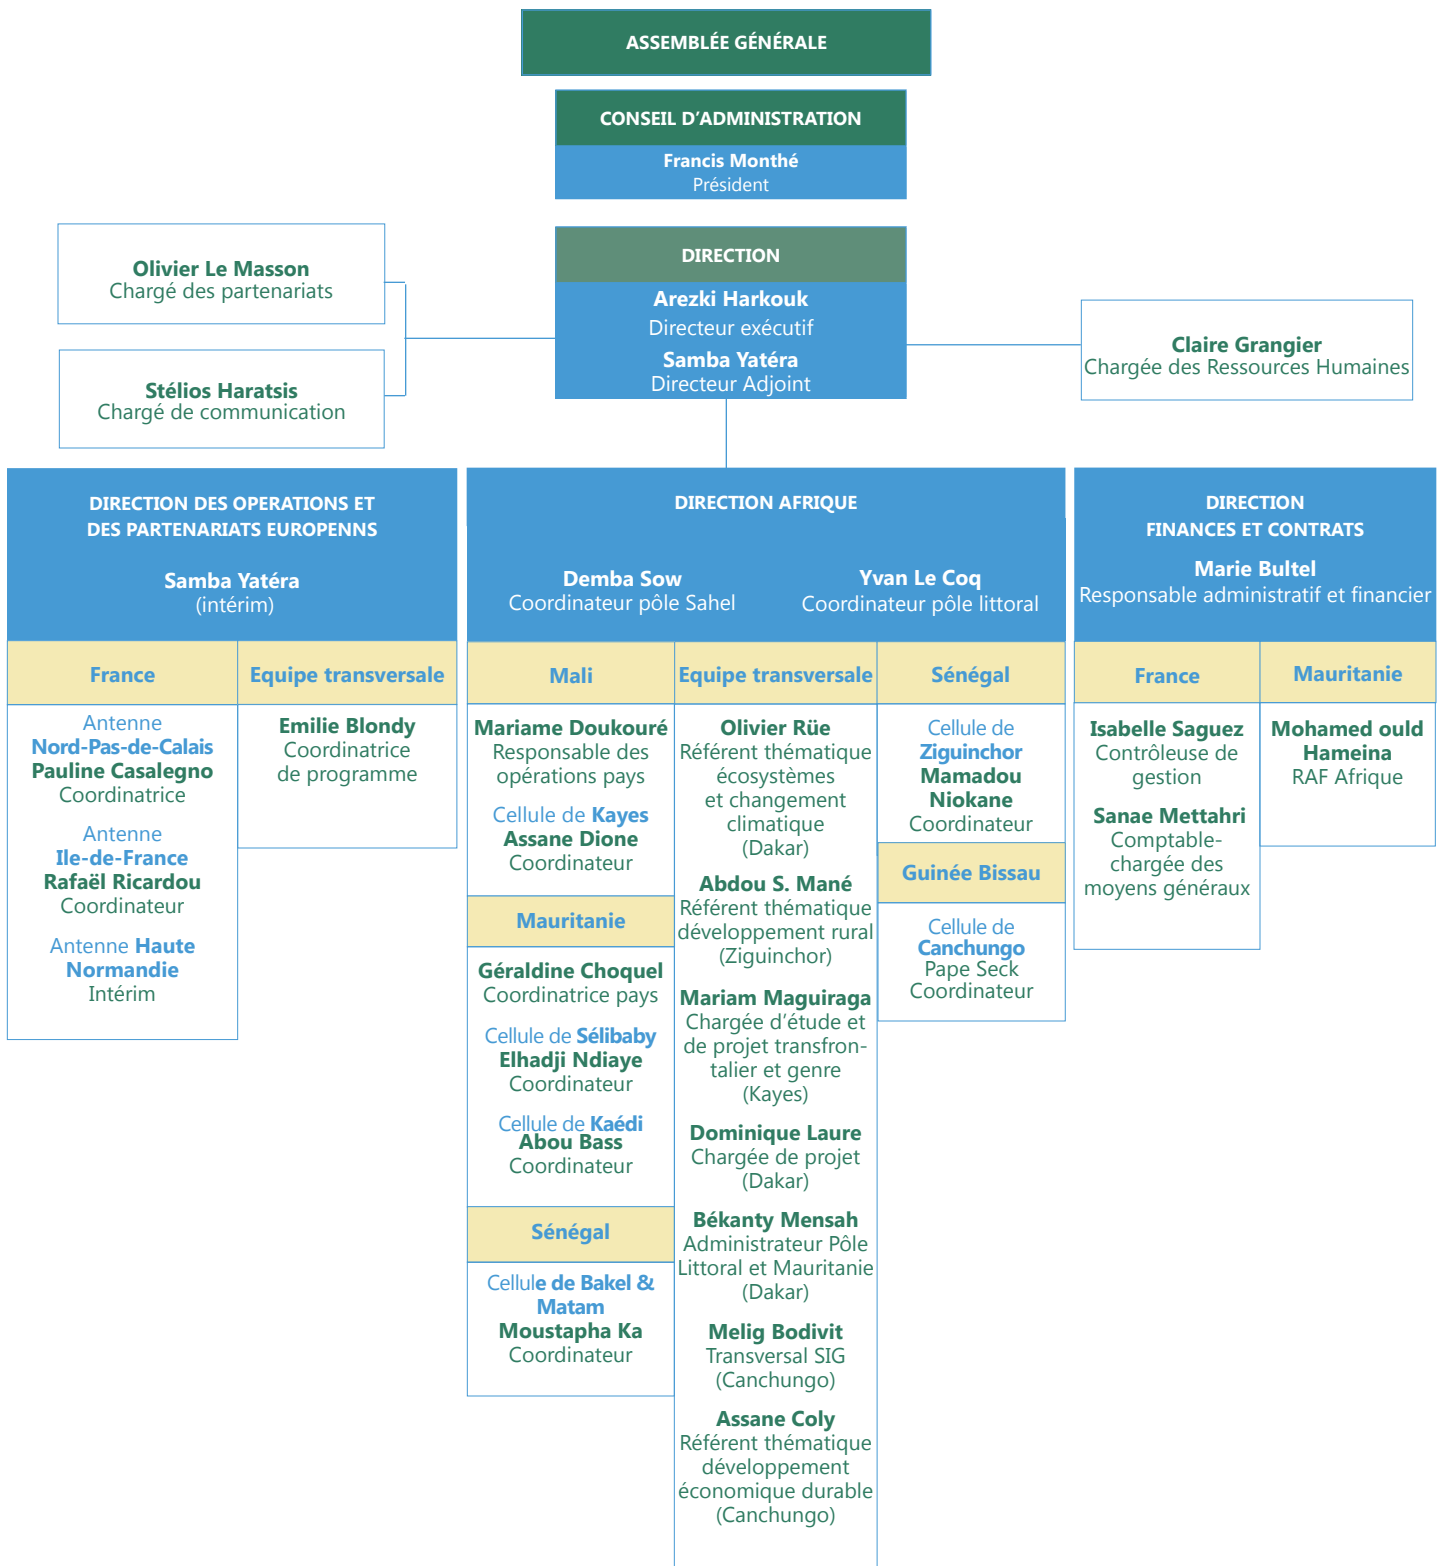 ASSEMBLÉE GÉNÉRALE
CONSEIL D'ADMINISTRATION
Francis Monthé
Président
Olivier Le Masson
Chargé des partenariats
Stélios Haratsis
Chargé de communication
DIRECTION
Arezki Harkouk
Directeur exécutif
Samba Yatéra
Directeur Adjoint
Claire Grangier
Chargée des Ressources Humaines
DIRECTION DES OPERATIONS ET
DES PARTENARIATS EUROPENNS
Samba Yatéra
(intérim)
France
Antenne
Nord-Pas-de-Calais
Pauline Casalegno
Coordinatrice
Antenne
Ile-de-France
Rafaël Ricardou
Coordinateur
Antenne Haute
Normandie
Intérim
Equipe transversale
Emilie Blondy
Coordinatrice
de programme
DIRECTION AFRIQUE
Demba Sow
Coordinateur pôle Sahel
Yvan Le Coq
Coordinateur pôle littoral
Mali
Mariame Doukouré
Responsable des
opérations pays
Cellule de Kayes
Assane Dione
Coordinateur
Mauritanie
Géraldine Choquel
Coordinatrice pays
Cellule de Sélibaby
Elhadji Ndiaye
Coordinateur
Cellule de Kaédi
Abou Bass
Coordinateur
Sénégal
Cellule de Bakel &
Matam
Moustapha Ka
Coordinateur
Equipe transversale
Olivier Rüe
Référent thématique
écosystèmes
et changement
climatique
(Dakar)
Abdou S. Mané
Référent thématique
développement rural
(Ziguinchor)
Mariam Maguiraga
Chargée d'étude et
de projet transfron-
talier et genre
(Kayes)
Dominique Laure
Chargée de projet
(Dakar)
Békanty Mensah
Administrateur Pôle
Littoral et Mauritanie
(Dakar)
Melig Bodivit
Transversal SIG
(Canchungo)
Assane Coly
Référent thématique
développement
économique durable
(Canchungo)
Sénégal
Cellule de
Ziguinchor
Mamadou
Niokane
Coordinateur
Guinée Bissau
Cellule de
Canchungo
Pape Seck
Coordinateur
DIRECTION
FINANCES ET CONTRATS
Marie Bultel
Responsable administratif et financier
France
Isabelle Saguez
Contrôleuse de
gestion
Sanae Mettahri
Comptable-
chargée des
moyens généraux
Mauritanie
Mohamed ould
Hameina
RAF Afrique